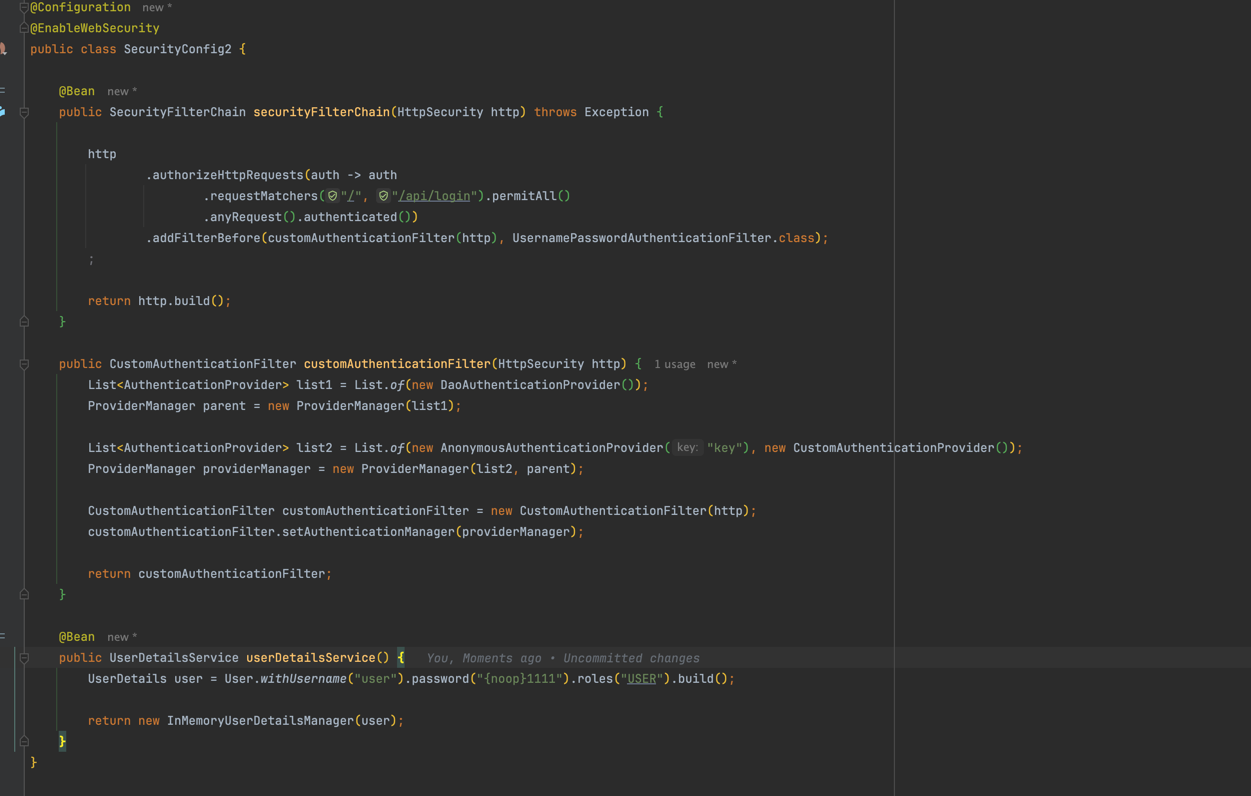 @Configuration new *
@EnableWebSecurity
public class SecurityConfig2 {
@Bean new *
public SecurityFilterChain securityFilterChain(HttpSecurity http) throws Exception {
http
.authorizeHttpRequests(auth -> auth
.requestMatchers("/", "/api/login").permitAll()
.anyRequest().authenticated())
.addFilterBefore(customAuthenticationFilter(http), UsernamePasswordAuthenticationFilter.class);
;
return http.build();
}
public CustomAuthenticationFilter customAuthenticationFilter(HttpSecurity http) { 1 usage new *
List<AuthenticationProvider> list1 = List.of(new DaoAuthenticationProvider());
ProviderManager parent = new ProviderManager(list1);
List<AuthenticationProvider> list2 = List.of(new AnonymousAuthenticationProvider( key: "key"), new CustomAuthenticationProvider());
ProviderManager providerManager = new ProviderManager(list2, parent);
CustomAuthenticationFilter customAuthenticationFilter = new CustomAuthenticationFilter(http);
customAuthenticationFilter.setAuthenticationManager(providerManager);
return customAuthenticationFilter;
}
@Bean new *
public UserDetailsService userDetailsService() { You, Moments ago • Uncommitted changes
UserDetails user = User.withUsername("user").password("{noop}1111").roles("USER").build();
return new InMemoryUserDetailsManager(user);
}
}